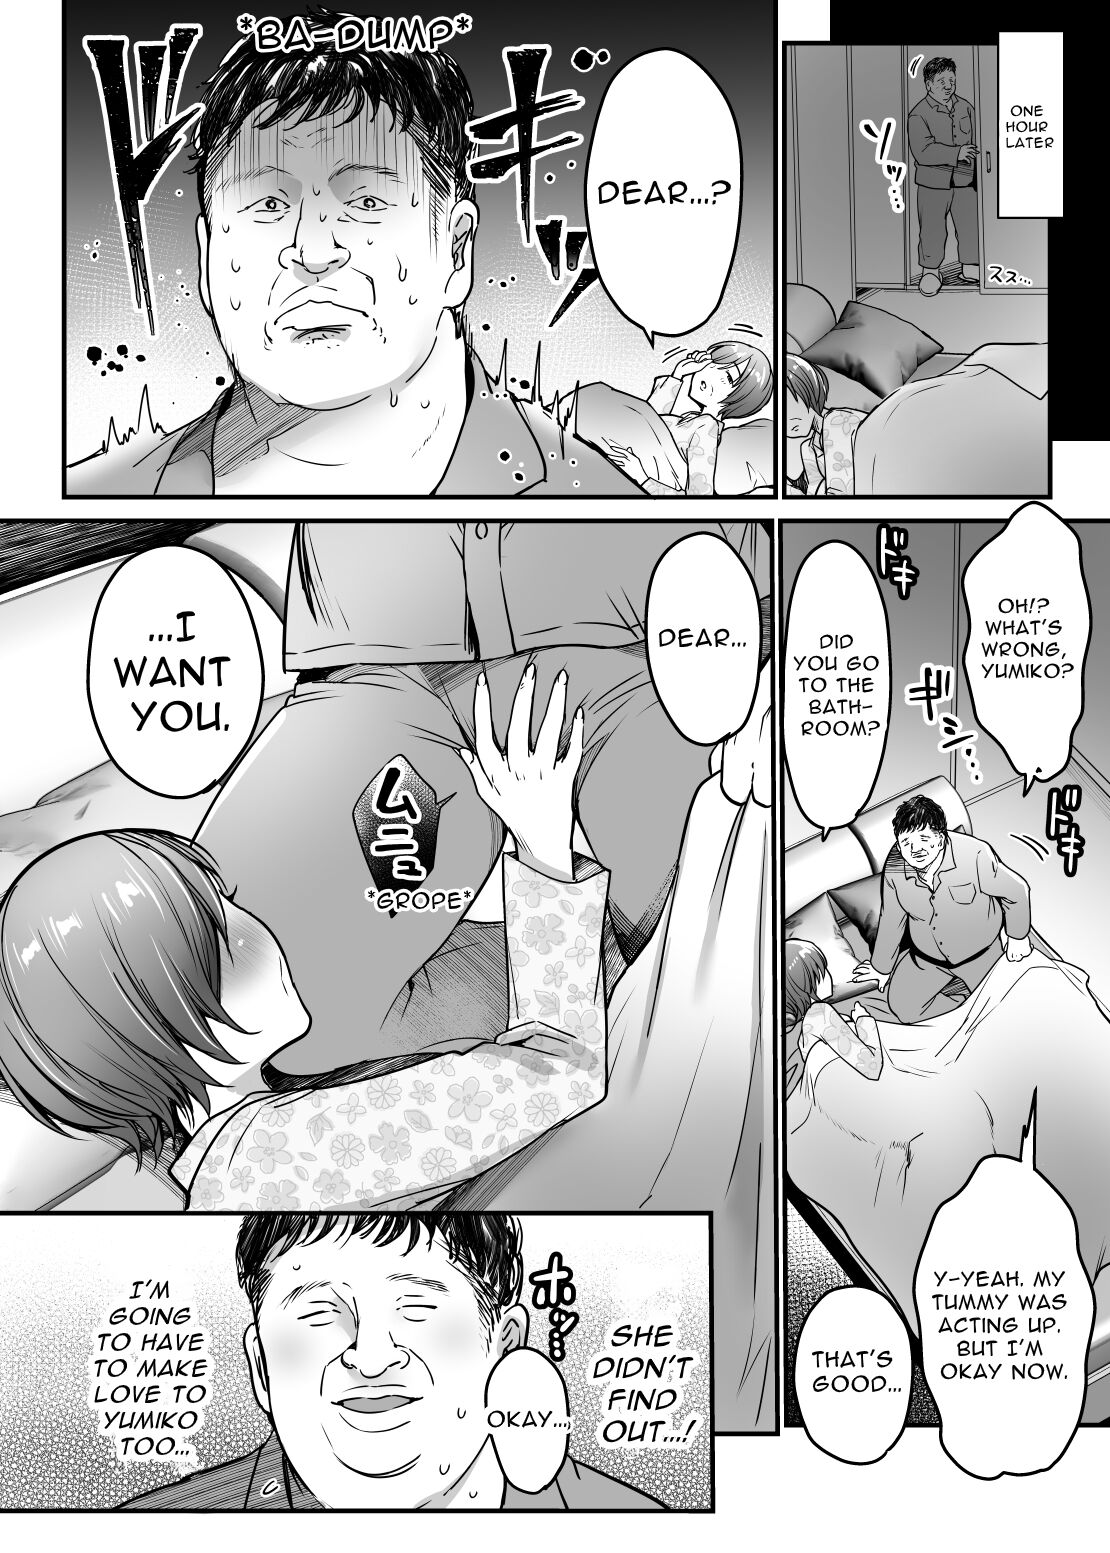 ONE
HOUR
LATER
ソッ…
スス…
*BA-DUMP*
ドキッ
DEAR...?
OH!?
WHAT'S
WRONG,
YUMIKO?
ドキ
DID
YOU GO
TO THE
BATH-
ROOM?
ギシ…
ドキ
Y-YEAH. MY
TUMMY WAS
ACTING UP.
BUT I'M
OKAY NOW.
THAT'S
GOOD...
DEAR...
ムニュ
*GROPE*
...I
WANT
YOU.
SHE
DIDN'T
FIND
OUT...!
ホッ…
OKAY...
I'M
GOING
TO HAVE
TO MAKE
LOVE TO
YUMIKO
TOO...